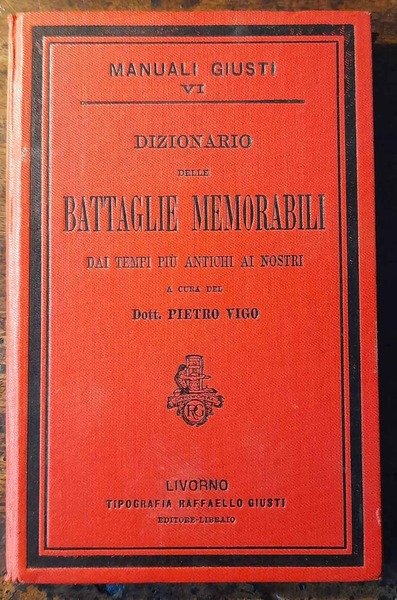 MANUALI GIUSTI
VI
DIZIONARIO
DELLE
BATTAGLIE MEMORABILI
DAI TEMPI PIÙ ANTICHI AI NOSTRI
A CURA DEL
Dott. PIETRO VIGO
LIVORNO
TIPOGRAFIA RAFFAELLO GIUSTI
EDITORE-LIBRAIO